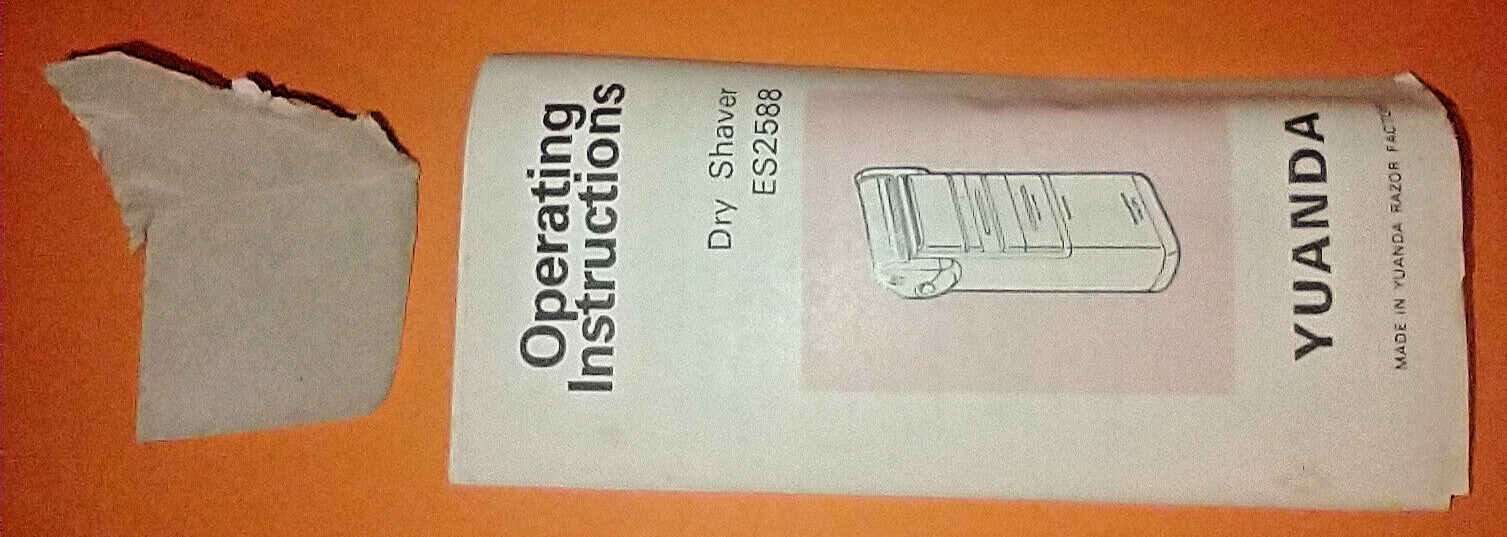 Operating
Instructions
Dry Shaver
ES2588
YUANDA
MADE IN YUANDA RAZOR